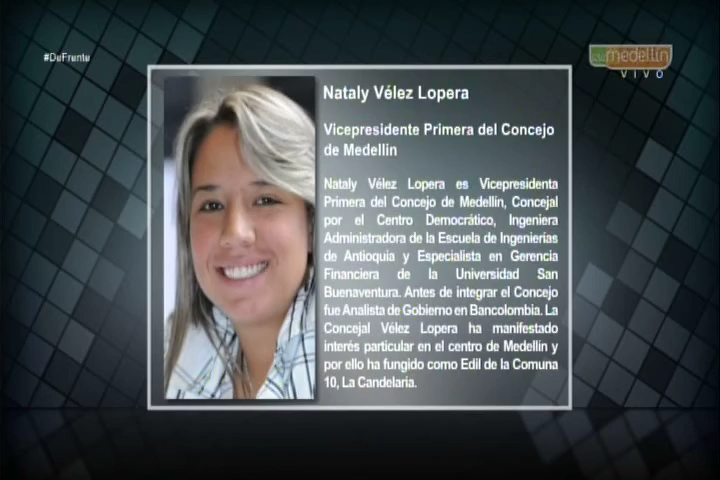 #DeFrente
medellín
VIVO
Nataly Vélez Lopera
Vicepresidente Primera del Concejo
de Medellín
Nataly Vélez Lopera es Vicepresidenta
Primera del Concejo de Medellín, Concejal
por el Centro Democrático, Ingeniera
Administradora de la Escuela de Ingenierías
de Antioquia y Especialista en Gerencia
Financiera de la Universidad San
Buenaventura. Antes de integrar el Concejo
fue Analista de Gobierno en Bancolombia. La
Concejal Vélez Lopera ha manifestado
interés particular en el centro de Medellín y
por ello ha fungido como Edil de la Comuna
10, La Candelaria.